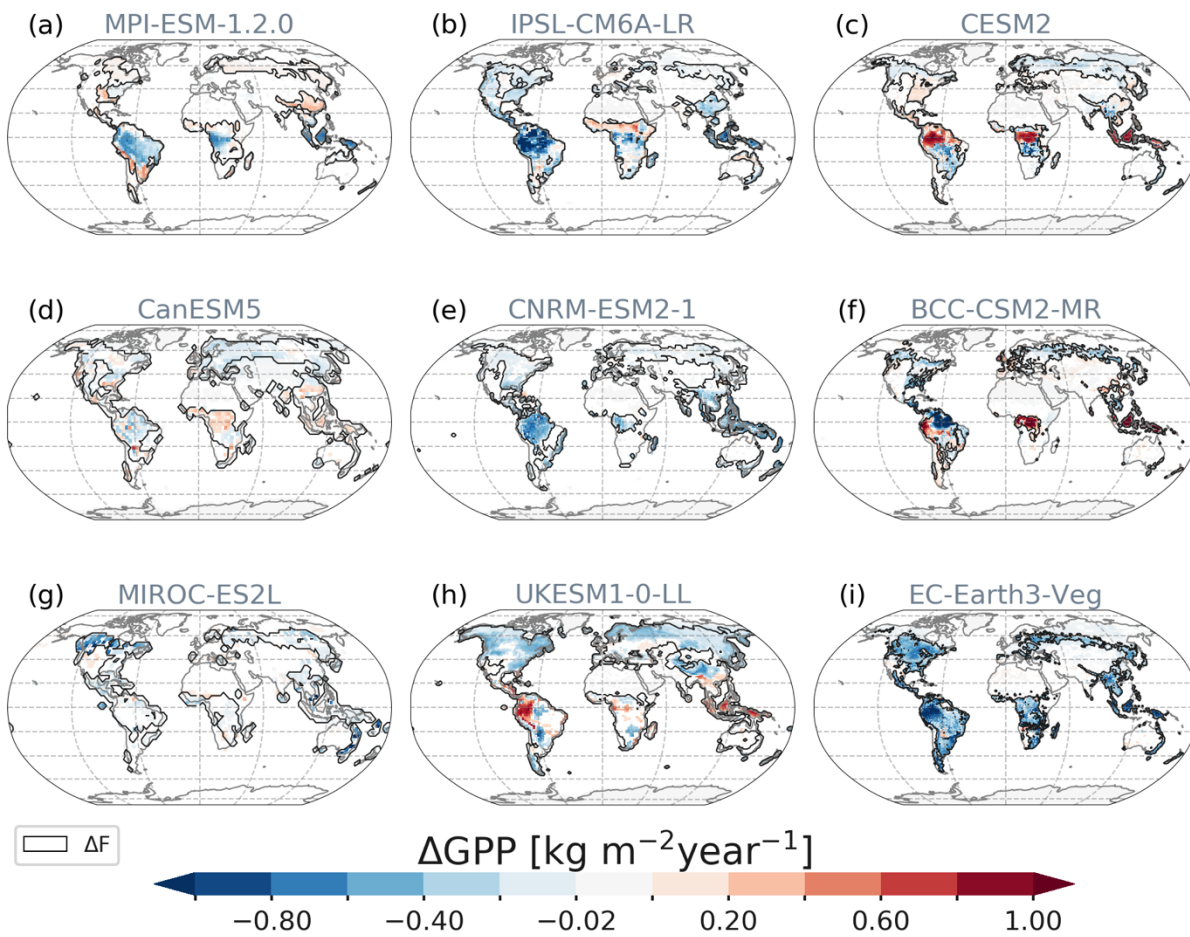 (a) MPI-ESM-1.2.0
(b) IPSL-CM6A-LR
(c) CESM2
(d) CanESM5
(e) CNRM-ESM2-1
(f) BCC-CSM2-MR
(g) MIROC-ES2L
(h) UKESM1-0-LL
(i) EC-Earth3-Veg
ΔF
ΔGPP [kg m⁻²year⁻¹]
−0.80 −0.40 −0.02 0.20 0.60 1.00